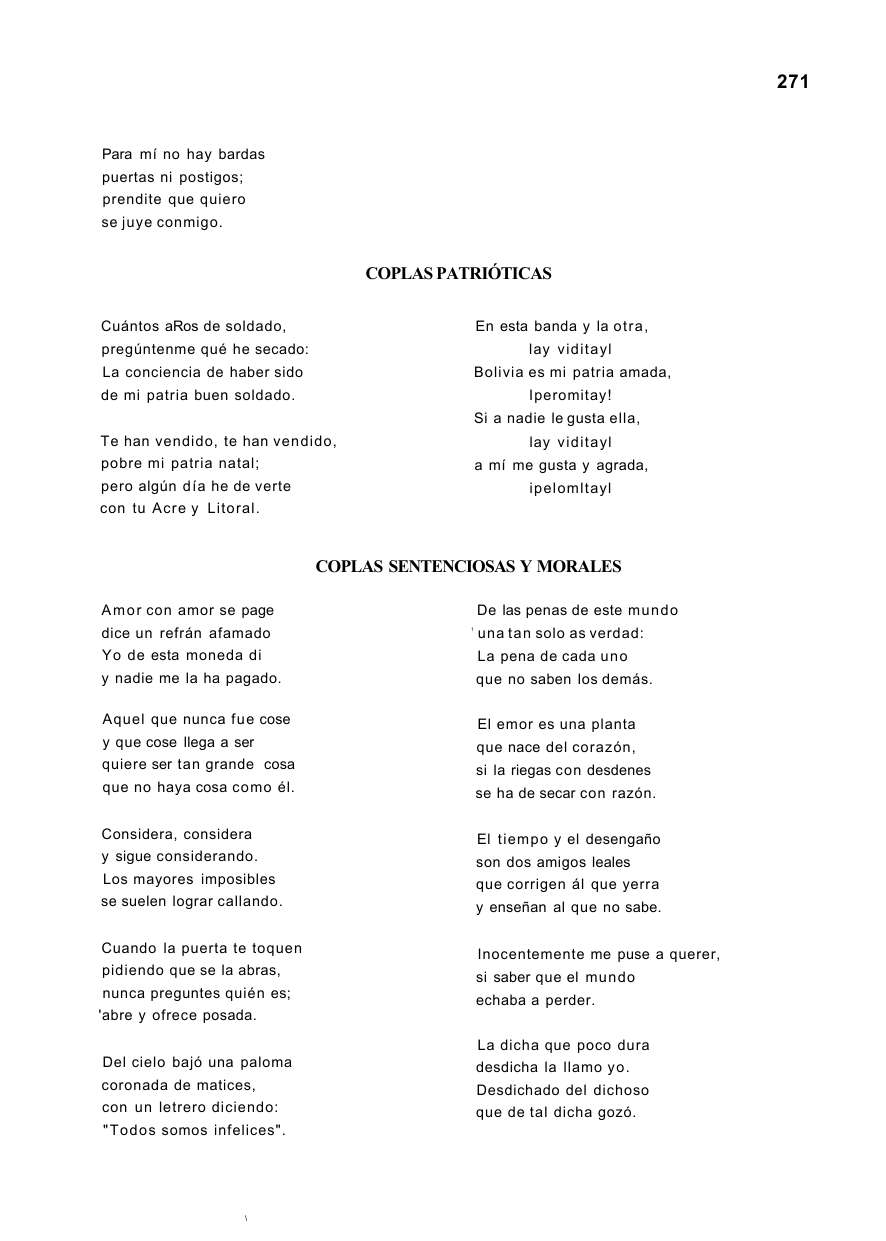 271
Para mí no hay bardas
puertas ni postigos;
prendite que quiero
se juye conmigo.
COPLAS PATRIÓTICAS
Cuántos aRos de soldado,
pregúntenme qué he secado:
La conciencia de haber sido
de mi patria buen soldado.
Te han vendido, te han vendido,
pobre mi patria natal;
pero algún día he de verte
con tu Acre y Litoral.
En esta banda y la otra,
lay viditayl
Bolivia es mi patria amada,
Iperomitay!
Si a nadie le gusta ella,
lay viditayl
a mí me gusta y agrada,
ipelomItayl
COPLAS SENTENCIOSAS Y MORALES
Amor con amor se page
dice un refrán afamado
Yo de esta moneda di
y nadie me la ha pagado.
Aquel que nunca fue cose
y que cose llega a ser
quiere ser tan grande cosa
que no haya cosa como él.
Considera, considera
y sigue considerando.
Los mayores imposibles
se suelen lograr callando.
Cuando la puerta te toquen
pidiendo que se la abras,
nunca preguntes quién es;
'abre y ofrece posada.
Del cielo bajó una paloma
coronada de matices,
con un letrero diciendo:
"Todos somos infelices".
De las penas de este mundo
' una tan solo as verdad:
La pena de cada uno
que no saben los demás.
El emor es una planta
que nace del corazón,
si la riegas con desdenes
se ha de secar con razón.
El tiempo y el desengaño
son dos amigos leales
que corrigen ál que yerra
y enseñan al que no sabe.
Inocentemente me puse a querer,
si saber que el mundo
echaba a perder.
La dicha que poco dura
desdicha la llamo yo.
Desdichado del dichoso
que de tal dicha gozó.
\